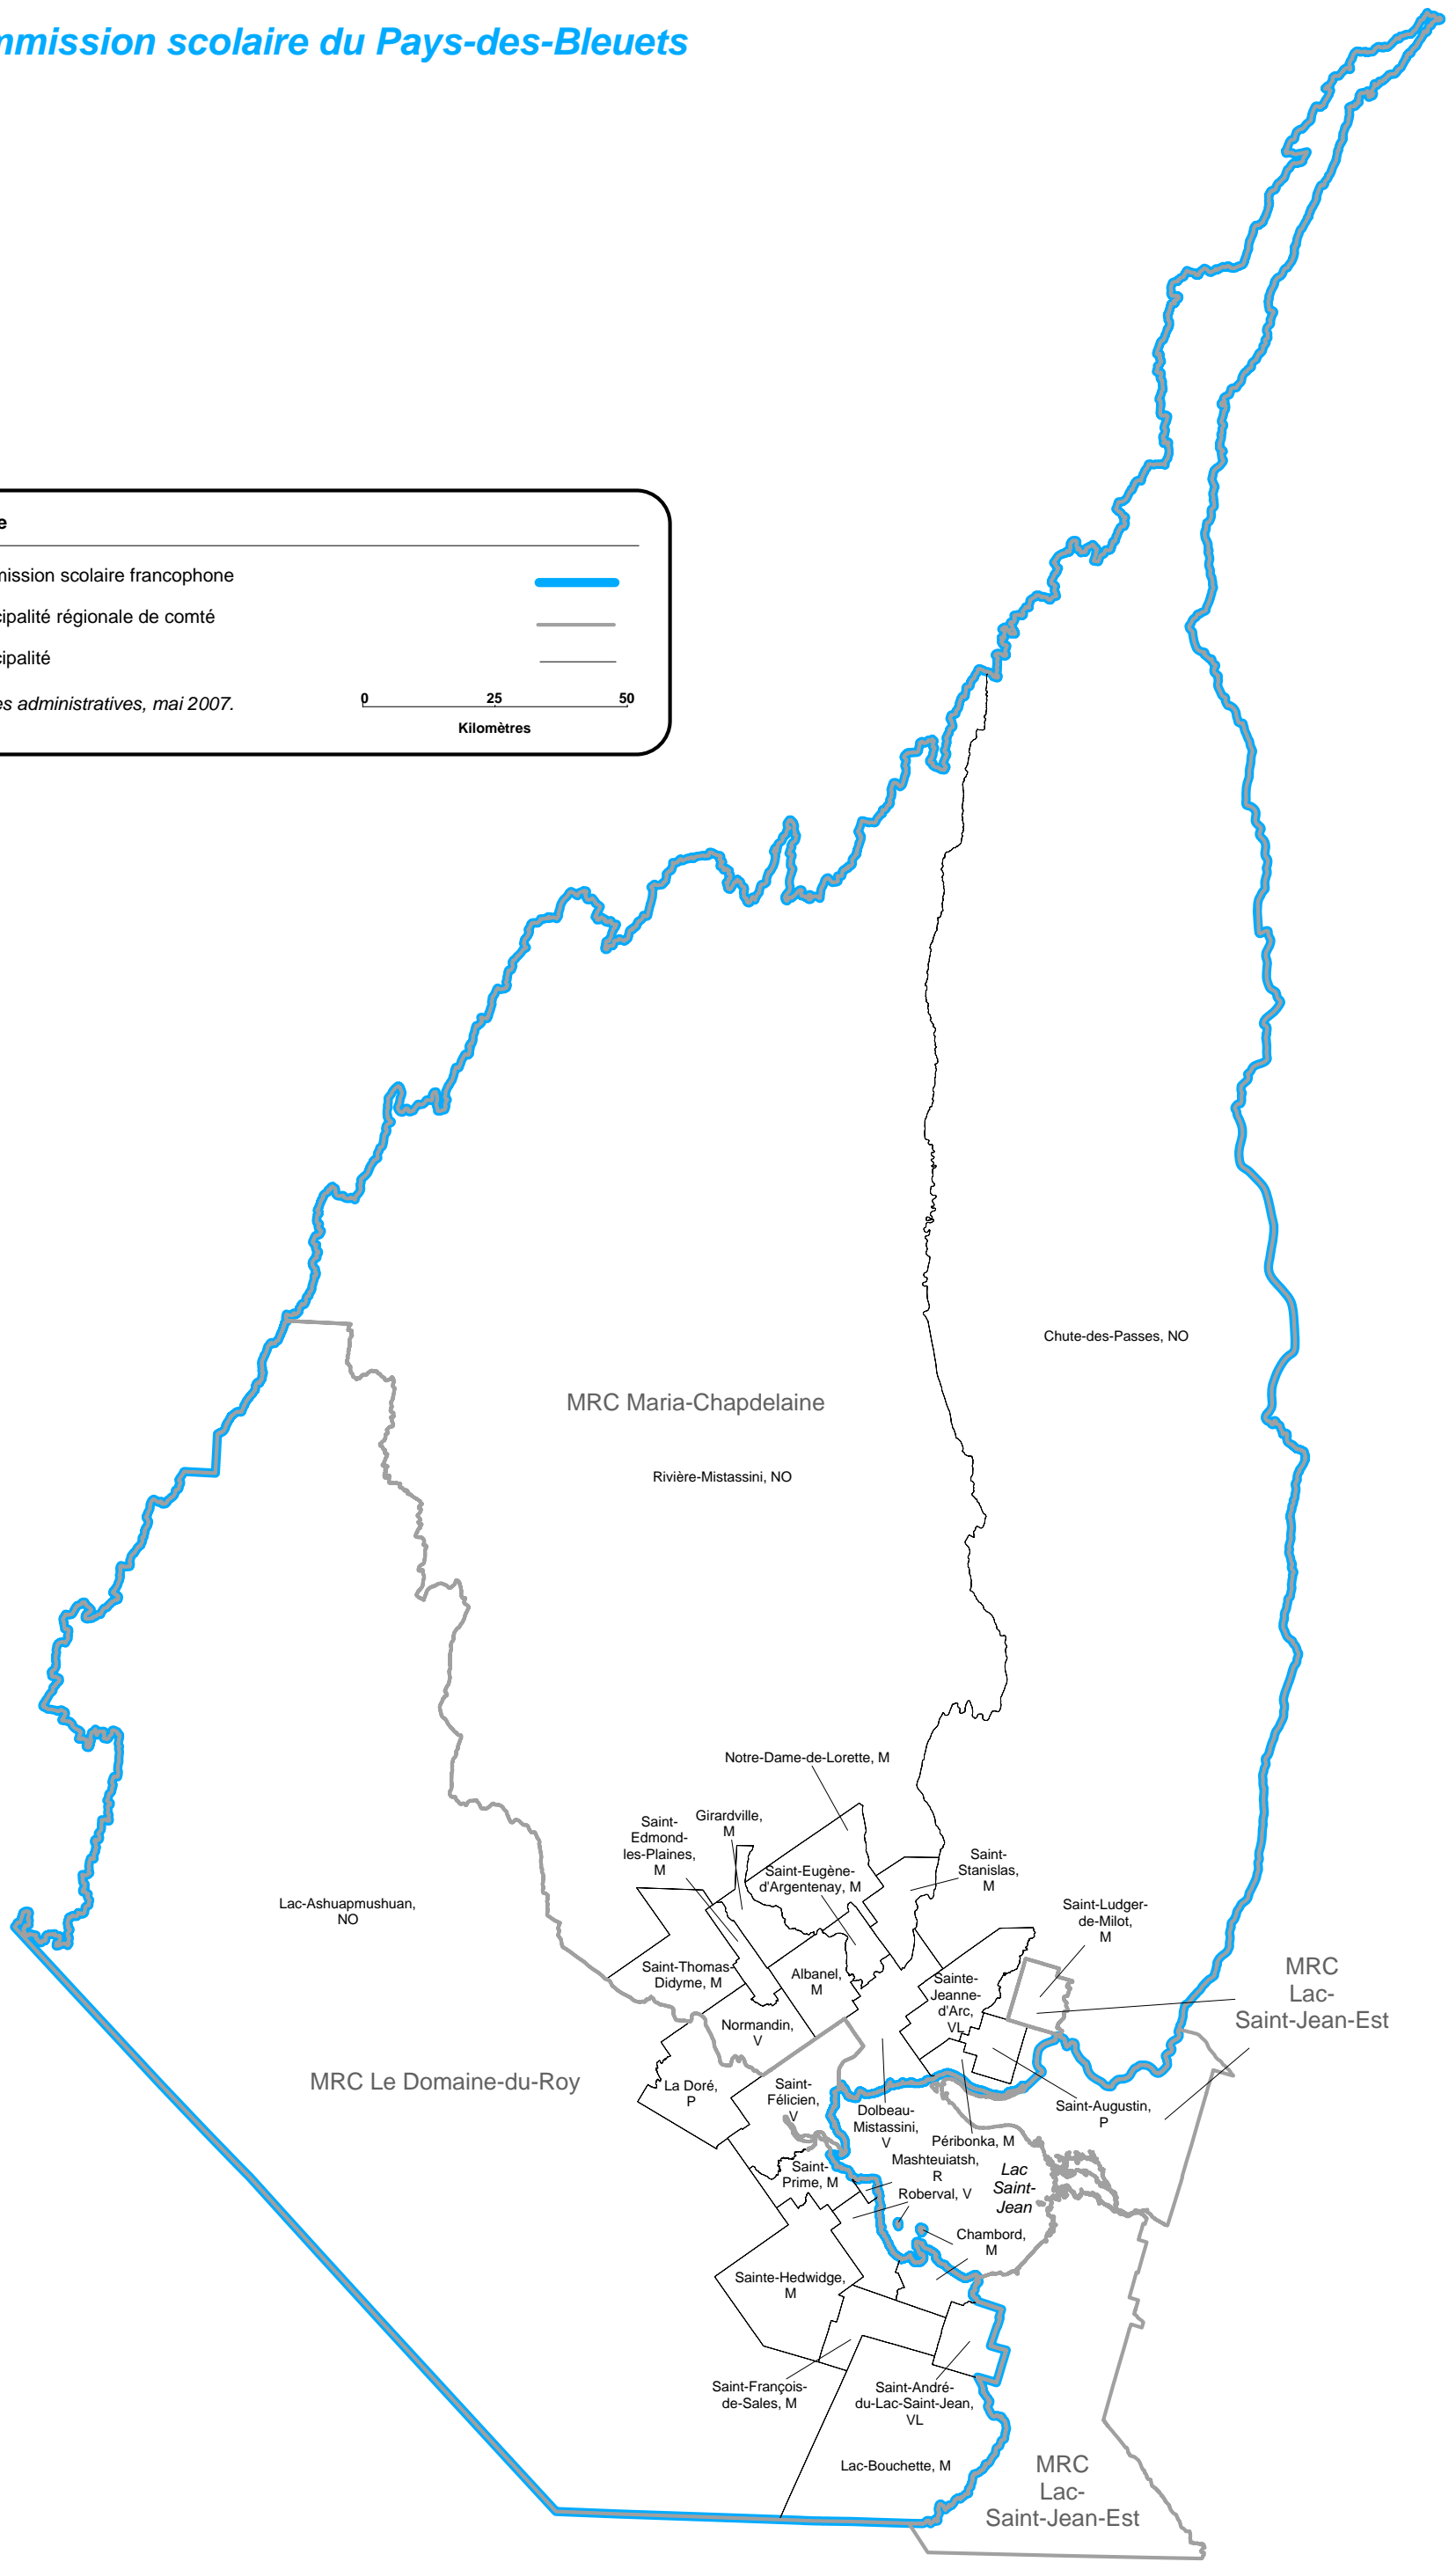 mmission scolaire du Pays-des-Bleuets
e
mission scolaire francophone
cipalité régionale de comté
cipalité
es administratives, mai 2007.
0 25 50
Kilomètres
Chute-des-Passes, NO
MRC Maria-Chapdelaine
Rivière-Mistassini, NO
Notre-Dame-de-Lorette, M
Girardville,
M
Saint-
Edmond-
les-Plaines,
M
Saint-Eugène-
d'Argentenay, M
Saint-
Stanislas,
M
Lac-Ashuapmushuan,
NO
Saint-Ludger-
de-Milot,
M
Saint-Thomas-
Didyme, M
Albanel,
M
Sainte-
Jeanne-
d'Arc,
VL
MRC
Lac-
Saint-Jean-Est
Normandin,
V
MRC Le Domaine-du-Roy
La Doré,
P
Saint-
Félicien,
V
Dolbeau-
Mistassini,
V
Saint-Augustin,
P
Péribonka, M
Mashteuiatsh,
R
Saint-
Prime, M
Roberval, V
Lac
Saint-
Jean
Chambord,
M
Sainte-Hedwidge,
M
Saint-François-
de-Sales, M
Saint-André-
du-Lac-Saint-Jean,
VL
Lac-Bouchette, M
MRC
Lac-
Saint-Jean-Est